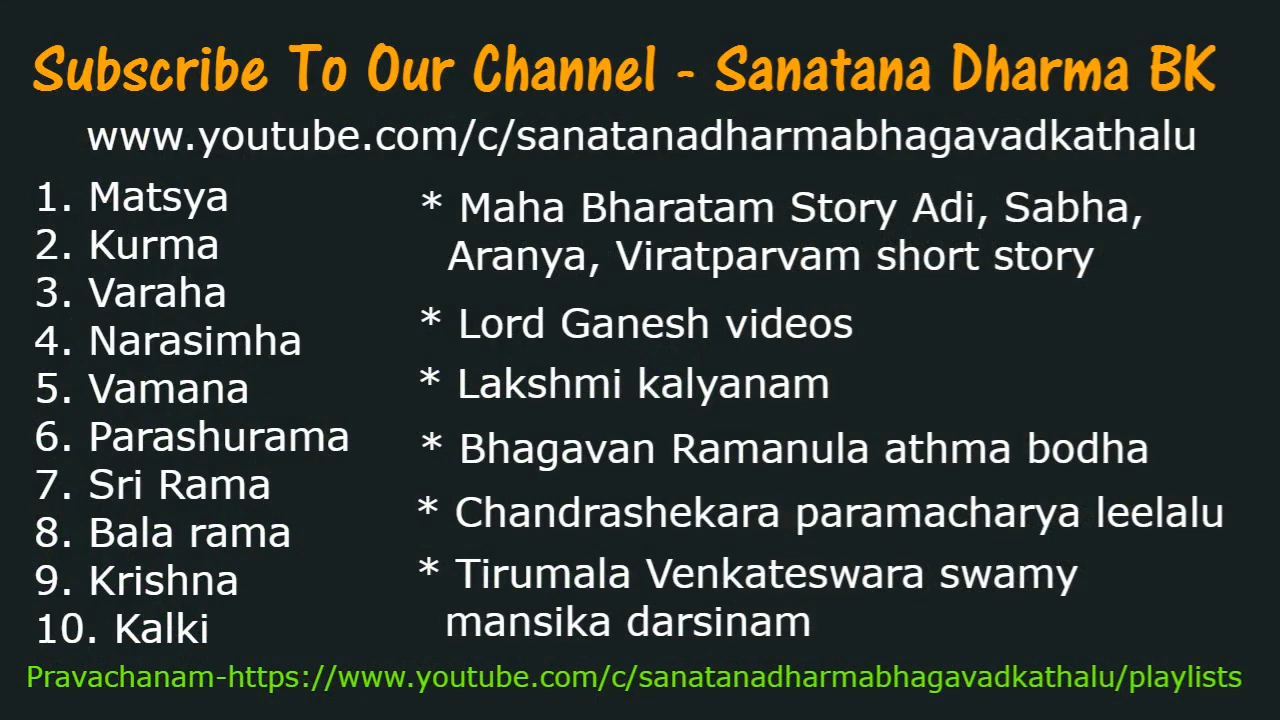 Subscribe To Our Channel - Sanatana Dharma BK
www.youtube.com/c/sanatanadharmabhagavadkathalu
1. Matsya
2. Kurma
3. Varaha
4. Narasimha
5. Vamana
6. Parashurama
7. Sri Rama
8. Bala rama
9. Krishna
10. Kalki
* Maha Bharatam Story Adi, Sabha,
Aranya, Viratparvam short story
* Lord Ganesh videos
* Lakshmi kalyanam
* Bhagavan Ramanula athma bodha
* Chandrashekara paramacharya leelalu
* Tirumala Venkateswara swamy
mansika darsinam
Pravachanam-https://www.youtube.com/c/sanatanadharmabhagavadkathalu/playlists